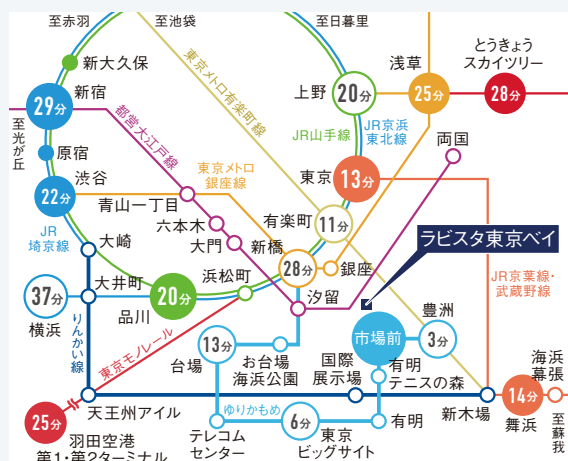 至赤羽
至池袋
至日暮里
新大久保
東京メトロ有楽町線
浅草
とうきょう
スカイツリー
新宿
29分
上野
20分
25分
28分
都営大江戸線
至光が丘
JR山手線
JR京浜
東北線
両国
原宿
東京メトロ
銀座線
東京
13分
渋谷
22分
青山一丁目
有楽町
11分
六本木
ラビスタ東京ベイ
JR
埼京線
大崎
大門
新橋
28分
銀座
JR京葉線・
武蔵野線
大井町
浜松町
汐留
37分
横浜
20分
品川
豊洲
りんかい線
東京モノレール
13分
台場
お台場
海浜公園
市場前
3分
国際
展示場
有明
テニスの森
海浜
幕張
天王州アイル
新木場
14分
舞浜
至蘇我
25分
羽田空港
第1・第2ターミナル
ゆりかもめ
テレコム
センター
6分
東京
ビッグサイト
有明